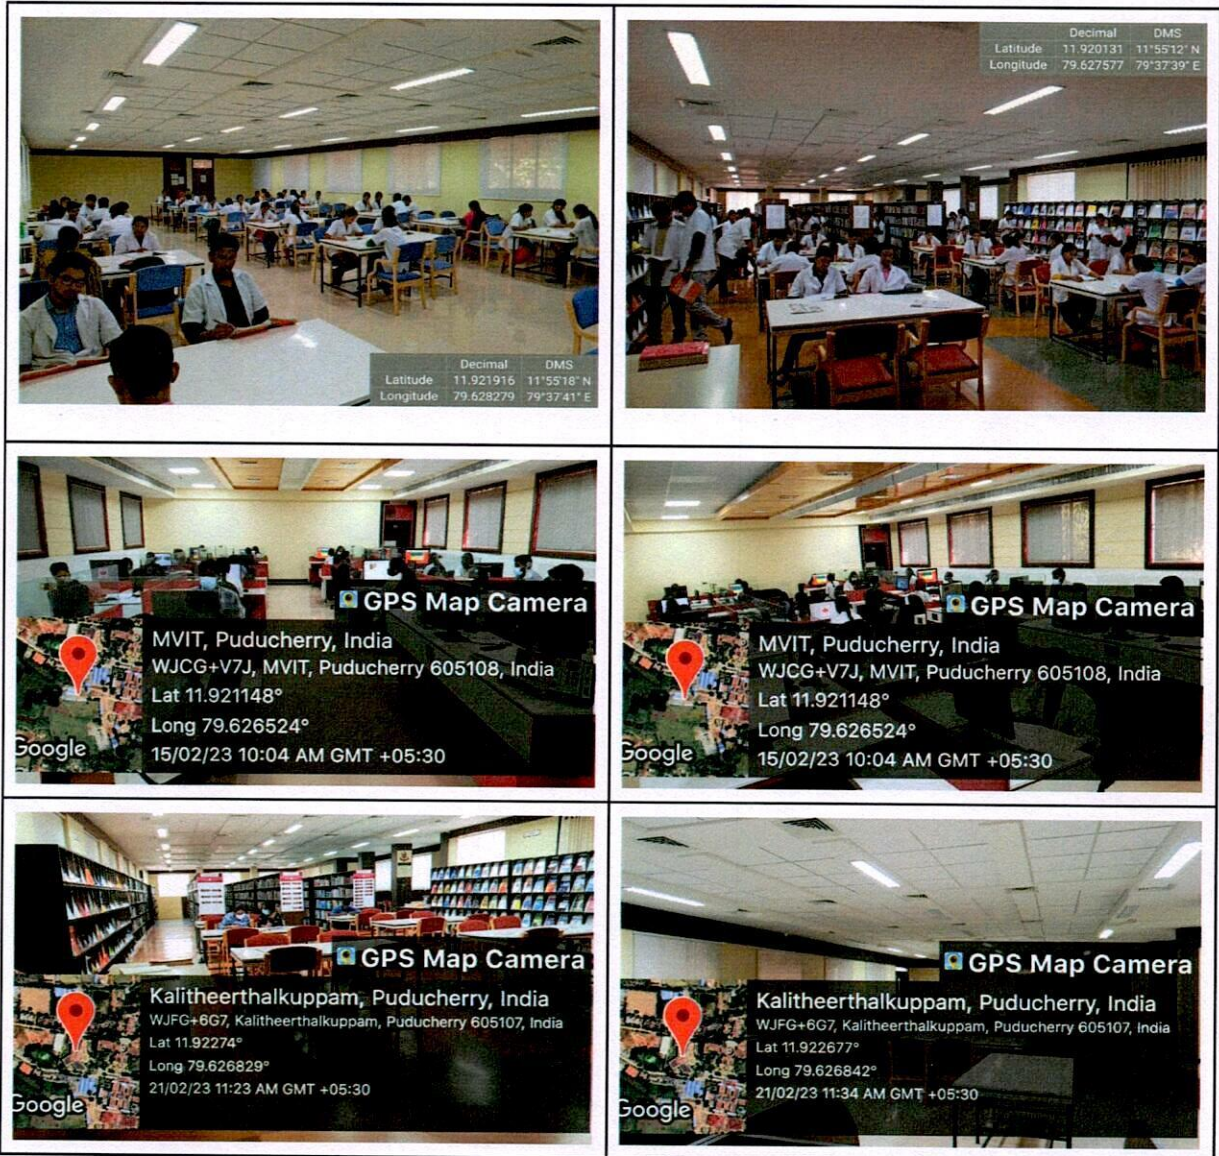 Decimal DMS
Latitude 11.921916 11°55'18" N
Longitude 79.628279 79°37'41" E
Decimal DMS
Latitude 11.920131 11°55'12" N
Longitude 79.627577 79°37'39" E
GPS Map Camera
MVIT, Puducherry, India
WJCG+V7J, MVIT, Puducherry 605108, India
Lat 11.921148°
Long 79.626524°
15/02/23 10:04 AM GMT +05:30
Google
GPS Map Camera
MVIT, Puducherry, India
WJCG+V7J, MVIT, Puducherry 605108, India
Lat 11.921148°
Long 79.626524°
15/02/23 10:04 AM GMT +05:30
Google
GPS Map Camera
Kalitheerthalkuppam, Puducherry, India
WJFG+6G7, Kalitheerthalkuppam, Puducherry 605107, India
Lat 11.92274°
Long 79.626829°
21/02/23 11:23 AM GMT +05:30
Google
GPS Map Camera
Kalitheerthalkuppam, Puducherry, India
WJFG+6G7, Kalitheerthalkuppam, Puducherry 605107, India
Lat 11.922677°
Long 79.626842°
21/02/23 11:34 AM GMT +05:30
Google